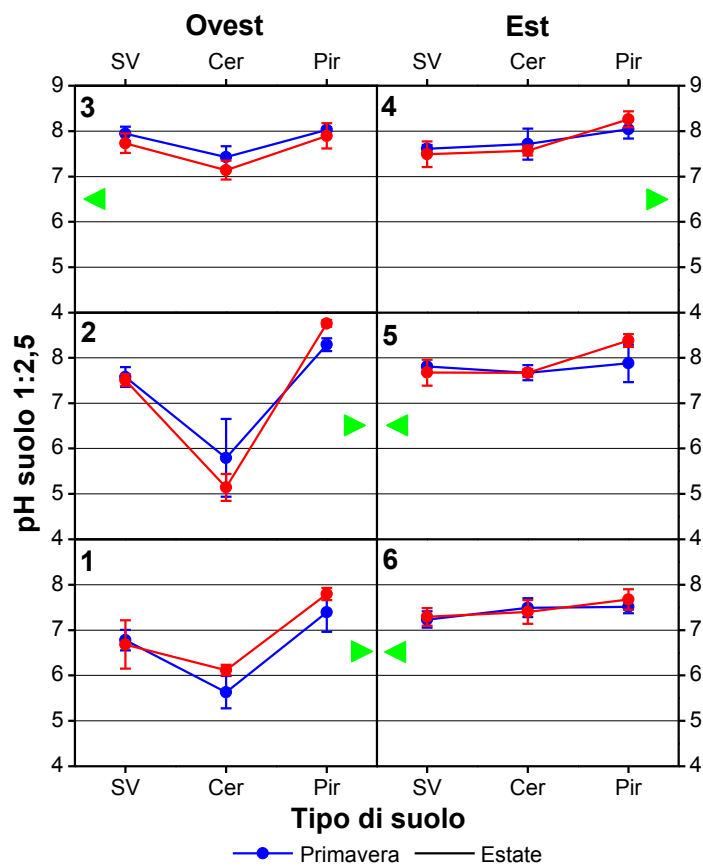 Ovest Est
SV Cer Pir SV Cer Pir
9 3 4 9
8 8
7 7
6 6
5 5
4 2 5 4
8 8
7 7
6 6
5 5
4 1 6 4
8 8
7 7
6 6
5 5
4 4
SV Cer Pir SV Cer Pir
pH suolo 1:2,5
Tipo di suolo
Primavera Estate